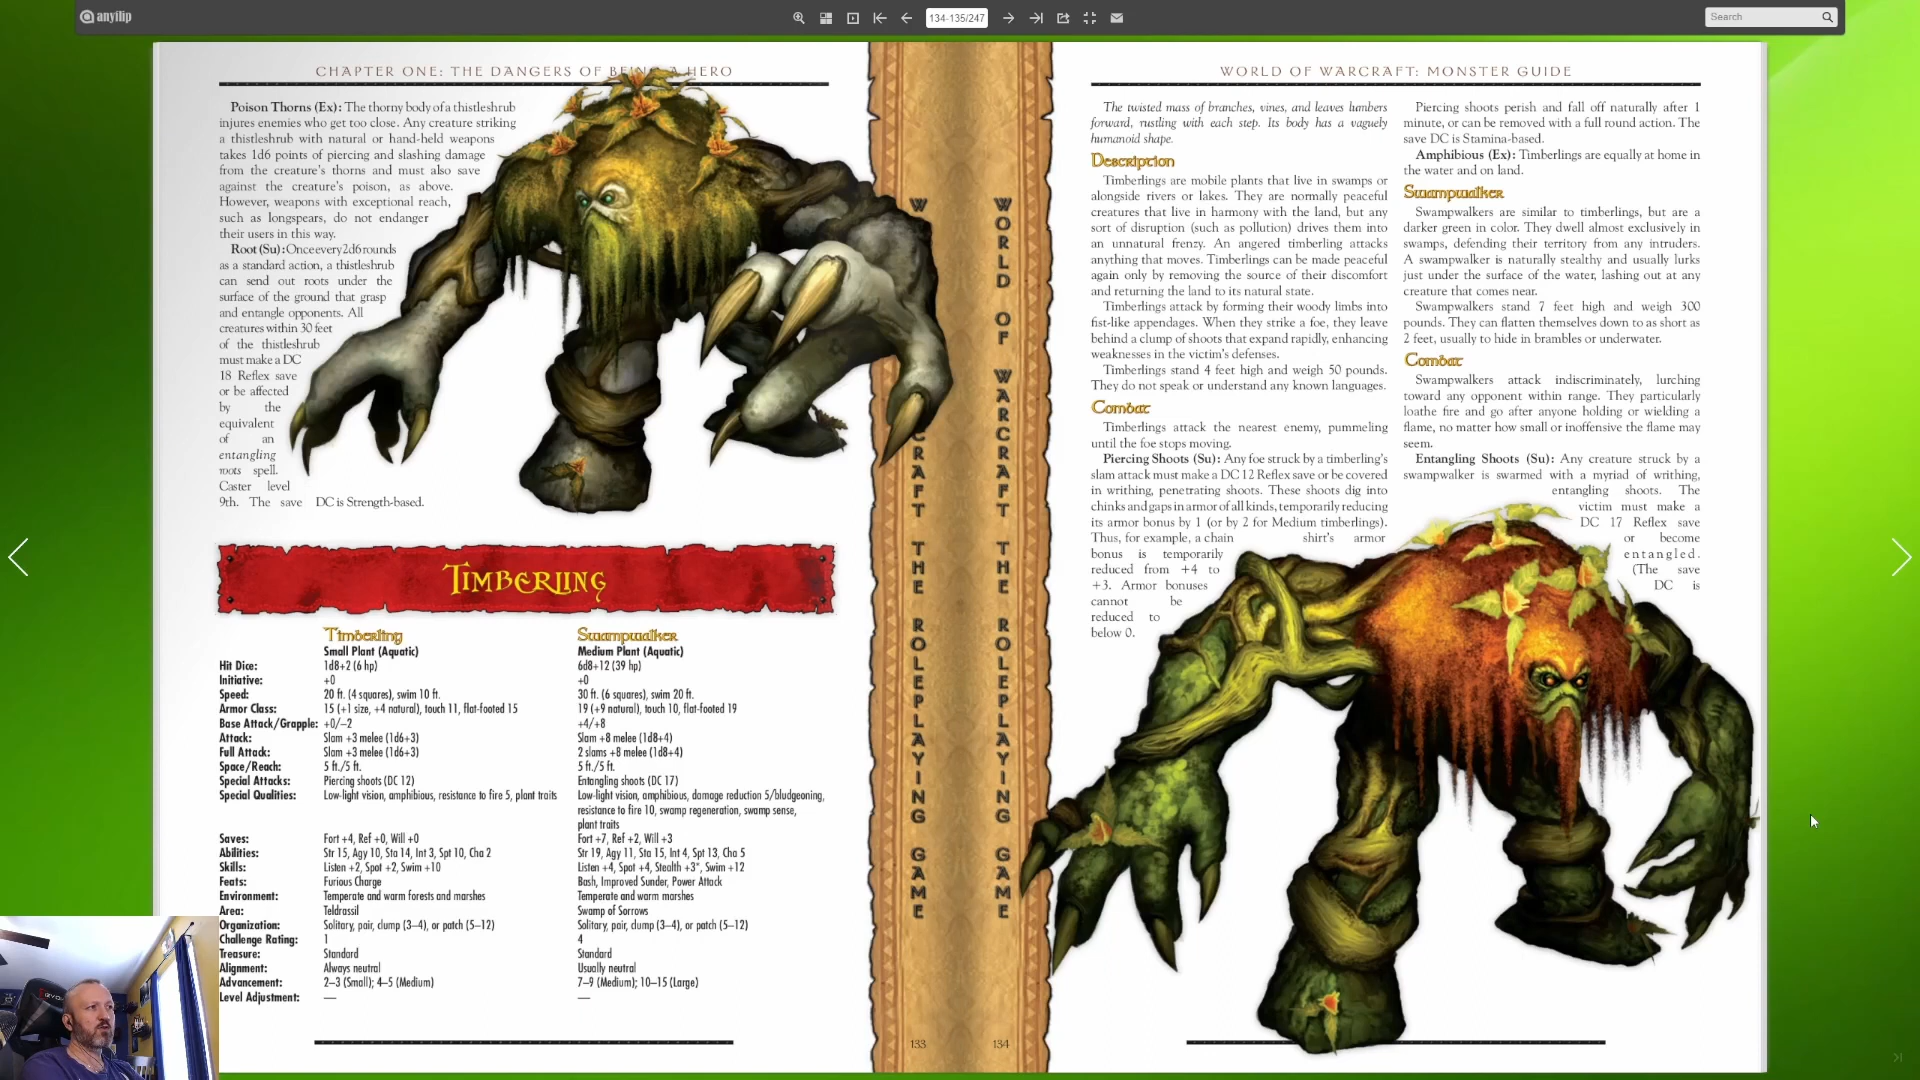 anyflip
134-135/247
Search
CHAPTER ONE: THE DANGERS OF BEING A HERO
Poison Thorns (Ex): The thorny body of a thistleshrub
injures enemies who get too close. Any creature striking
a thistleshrub with natural or hand-held weapons
takes 1d6 points of piercing and slashing damage
from the creature's thorns and must also save
against the creature's poison, as above.
However, weapons with exceptional reach,
such as longspears, do not endanger
their users in this way.
Root (Su): Once every 2d6 rounds
as a standard action, a thistleshrub
can send out roots under the
surface of the ground that grasp
and entangle opponents. All
creatures within 30 feet
of the thistleshrub
must make a DC
18 Reflex save
or be affected
by the
equivalent
of an
entangling
roots spell.
Caster level
9th. The save DC is Strength-based.
TIMBERLING
Timberling Swampwalker
Small Plant (Aquatic) Medium Plant (Aquatic)
Hit Dice: 1d8+2 (6 hp) 6d8+12 (39 hp)
Initiative: +0 +0
Speed: 20 ft. (4 squares), swim 10 ft. 30 ft. (6 squares), swim 20 ft.
Armor Class: 15 (+1 size, +4 natural), touch 11, flat-footed 15 19 (+9 natural), touch 10, flat-footed 19
Base Attack/Grapple: +0/–2 +4/+8
Attack: Slam +3 melee (1d6+3) Slam +8 melee (1d8+4)
Full Attack: Slam +3 melee (1d6+3) 2 slams +8 melee (1d8+4)
Space/Reach: 5 ft./5 ft. 5 ft./5 ft.
Special Attacks: Piercing shoots (DC 12) Entangling shoots (DC 17)
Special Qualities: Low-light vision, amphibious, resistance to fire 5, plant traits Low-light vision, amphibious, damage reduction 5/bludgeoning,
resistance to fire 10, swamp regeneration, swamp sense,
plant traits
Saves: Fort +4, Ref +0, Will +0 Fort +7, Ref +2, Will +3
Abilities: Str 15, Agy 10, Sta 14, Int 3, Spt 10, Cha 2 Str 19, Agy 11, Sta 15, Int 4, Spt 13, Cha 5
Skills: Listen +2, Spot +2, Swim +10 Listen +4, Spot +4, Stealth +3*, Swim +12
Feats: Furious Charge Bash, Improved Sunder, Power Attack
Environment: Temperate and warm forests and marshes Temperate and warm marshes
Area: Teldrassil Swamp of Sorrows
Organization: Solitary, pair, clump (3–4), or patch (5–12) Solitary, pair, clump (3–4), or patch (5–12)
Challenge Rating: 1 4
Treasure: Standard Standard
Alignment: Always neutral Usually neutral
Advancement: 2–3 (Small); 4–5 (Medium) 7–9 (Medium); 10–15 (Large)
Level Adjustment: — —
133
WORLD OF WARCRAFT THE ROLEPLAYING GAME
134
WORLD OF WARCRAFT: MONSTER GUIDE
The twisted mass of branches, vines, and leaves lumbers
forward, rustling with each step. Its body has a vaguely
humanoid shape.
Description
Timberlings are mobile plants that live in swamps or
alongside rivers or lakes. They are normally peaceful
creatures that live in harmony with the land, but any
sort of disruption (such as pollution) drives them into
an unnatural frenzy. An angered timberling attacks
anything that moves. Timberlings can be made peaceful
again only by removing the source of their discomfort
and returning the land to its natural state.
Timberlings attack by forming their woody limbs into
fist-like appendages. When they strike a foe, they leave
behind a clump of shoots that expand rapidly, enhancing
weaknesses in the victim's defenses.
Timberlings stand 4 feet high and weigh 50 pounds.
They do not speak or understand any known languages.
Combat
Timberlings attack the nearest enemy, pummeling
until the foe stops moving.
Piercing Shoots (Su): Any foe struck by a timberling's
slam attack must make a DC 12 Reflex save or be covered
in writhing, penetrating shoots. These shoots dig into
chinks and gaps in armor of all kinds, temporarily reducing
its armor bonus by 1 (or by 2 for Medium timberlings).
Thus, for example, a chain shirt's armor
bonus is temporarily
reduced from +4 to
+3. Armor bonuses
cannot be
reduced to
below 0.
Piercing shoots perish and fall off naturally after 1
minute, or can be removed with a full round action. The
save DC is Stamina-based.
Amphibious (Ex): Timberlings are equally at home in
the water and on land.
Swampwalker
Swampwalkers are similar to timberlings, but are a
darker green in color. They dwell almost exclusively in
swamps, defending their territory from any intruders.
A swampwalker is naturally stealthy and usually lurks
just under the surface of the water, lashing out at any
creature that comes near.
Swampwalkers stand 7 feet high and weigh 300
pounds. They can flatten themselves down to as short as
2 feet, usually to hide in brambles or underwater.
Combat
Swampwalkers attack indiscriminately, lurching
toward any opponent within range. They particularly
loathe fire and go after anyone holding or wielding a
flame, no matter how small or inoffensive the flame may
seem.
Entangling Shoots (Su): Any creature struck by a
swampwalker is swarmed with a myriad of writhing,
entangling shoots. The
victim must make a
DC 17 Reflex save
or become
entangled.
(The save
DC is